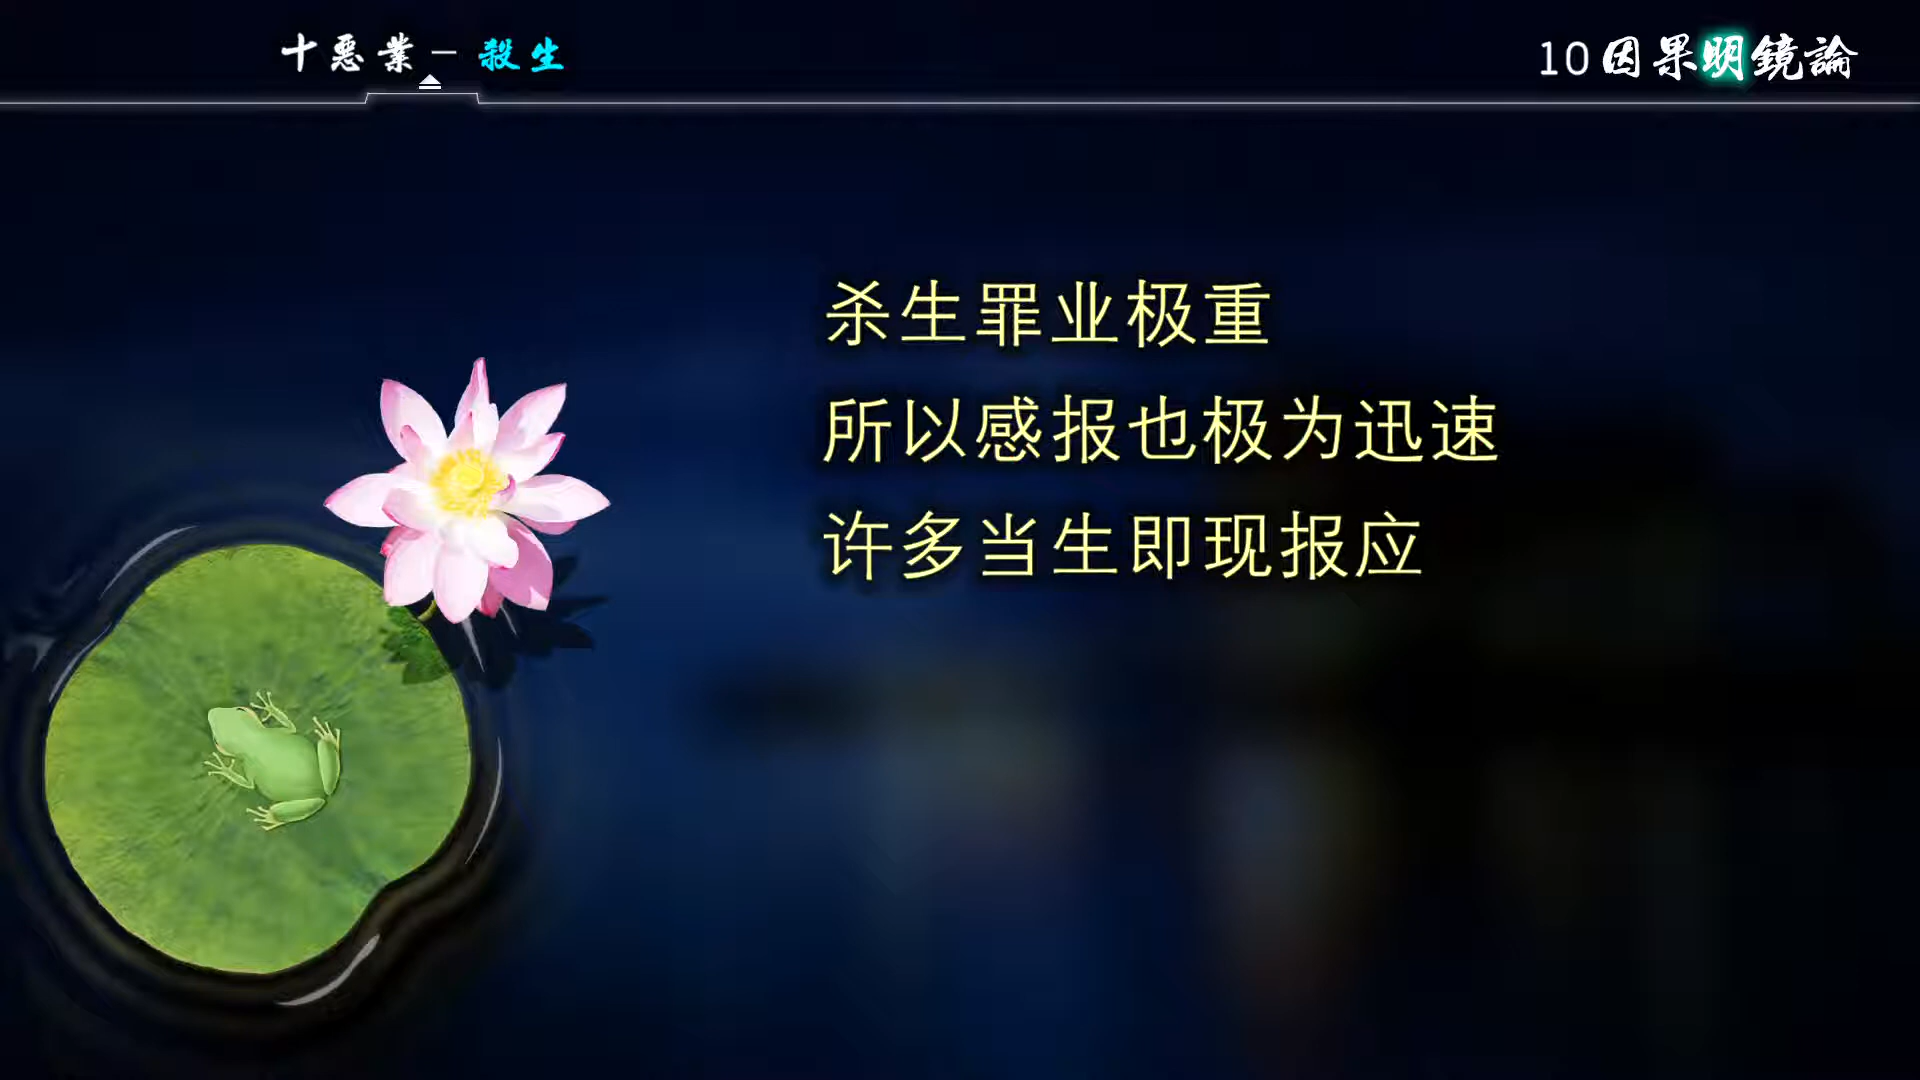 十惡業－殺生
10因果明鏡論
杀生罪业极重
所以感报也极为迅速
许多当生即现报应